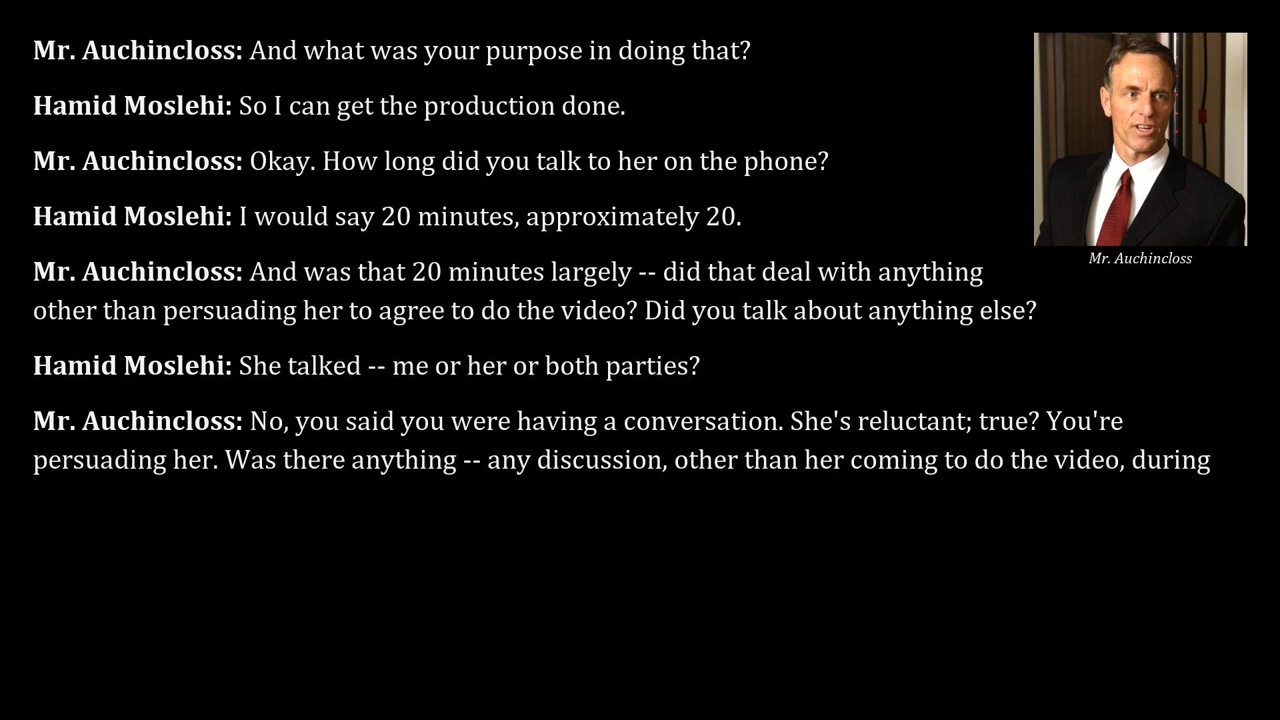 Mr. Auchincloss: And what was your purpose in doing that?
Hamid Moslehi: So I can get the production done.
Mr. Auchincloss: Okay. How long did you talk to her on the phone?
Hamid Moslehi: I would say 20 minutes, approximately 20.
Mr. Auchincloss
Mr. Auchincloss: And was that 20 minutes largely -- did that deal with anything
other than persuading her to agree to do the video? Did you talk about anything else?
Hamid Moslehi: She talked -- me or her or both parties?
Mr. Auchincloss: No, you said you were having a conversation. She's reluctant; true? You're
persuading her. Was there anything -- any discussion, other than her coming to do the video, during